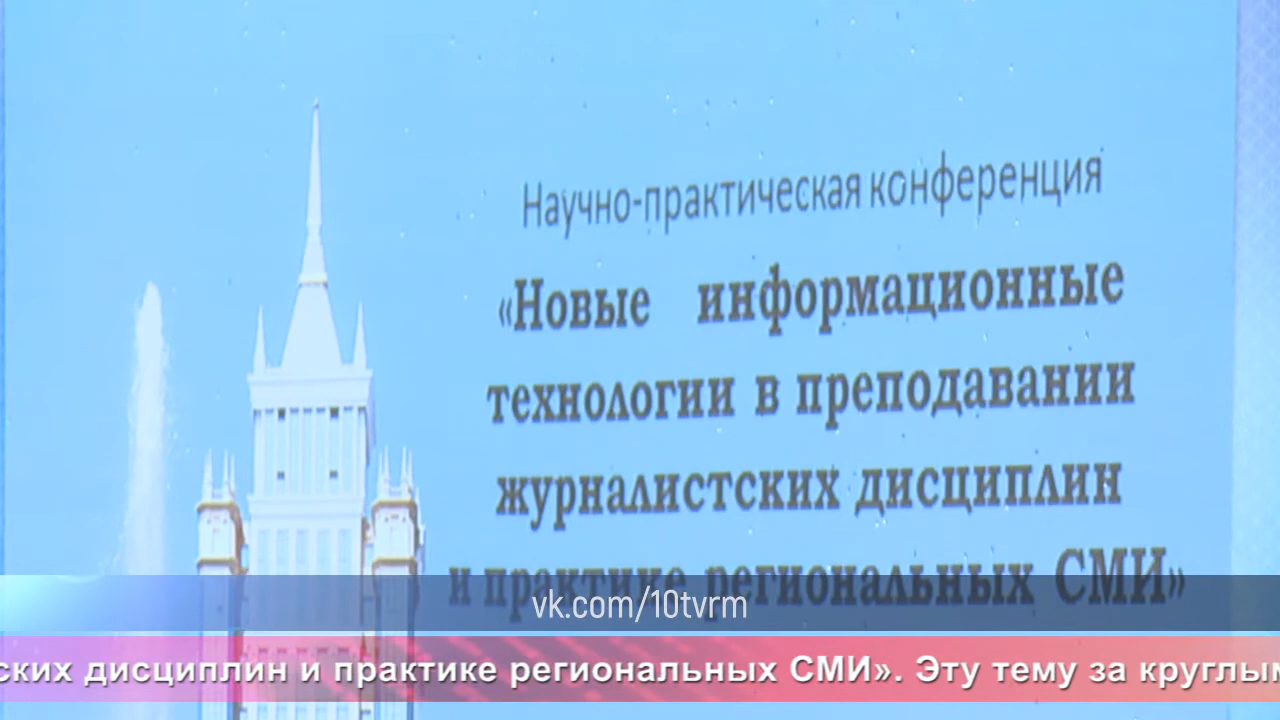 Научно-практическая конференция
«Новые информационные
технологии в преподавании
журналистских дисциплин
и практике региональных СМИ»
vk.com/10tvrm
ских дисциплин и практике региональных СМИ». Эту тему за круглым